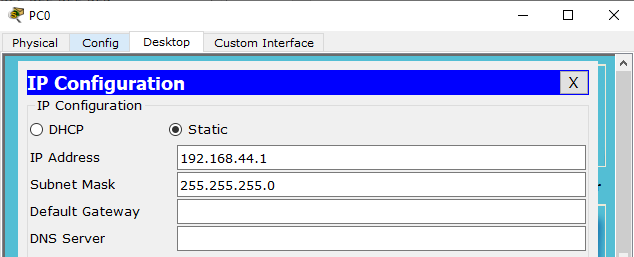 PC0
Physical Config Desktop Custom Interface
IP Configuration X
IP Configuration
DHCP Static
IP Address 192.168.44.1
Subnet Mask 255.255.255.0
Default Gateway
DNS Server